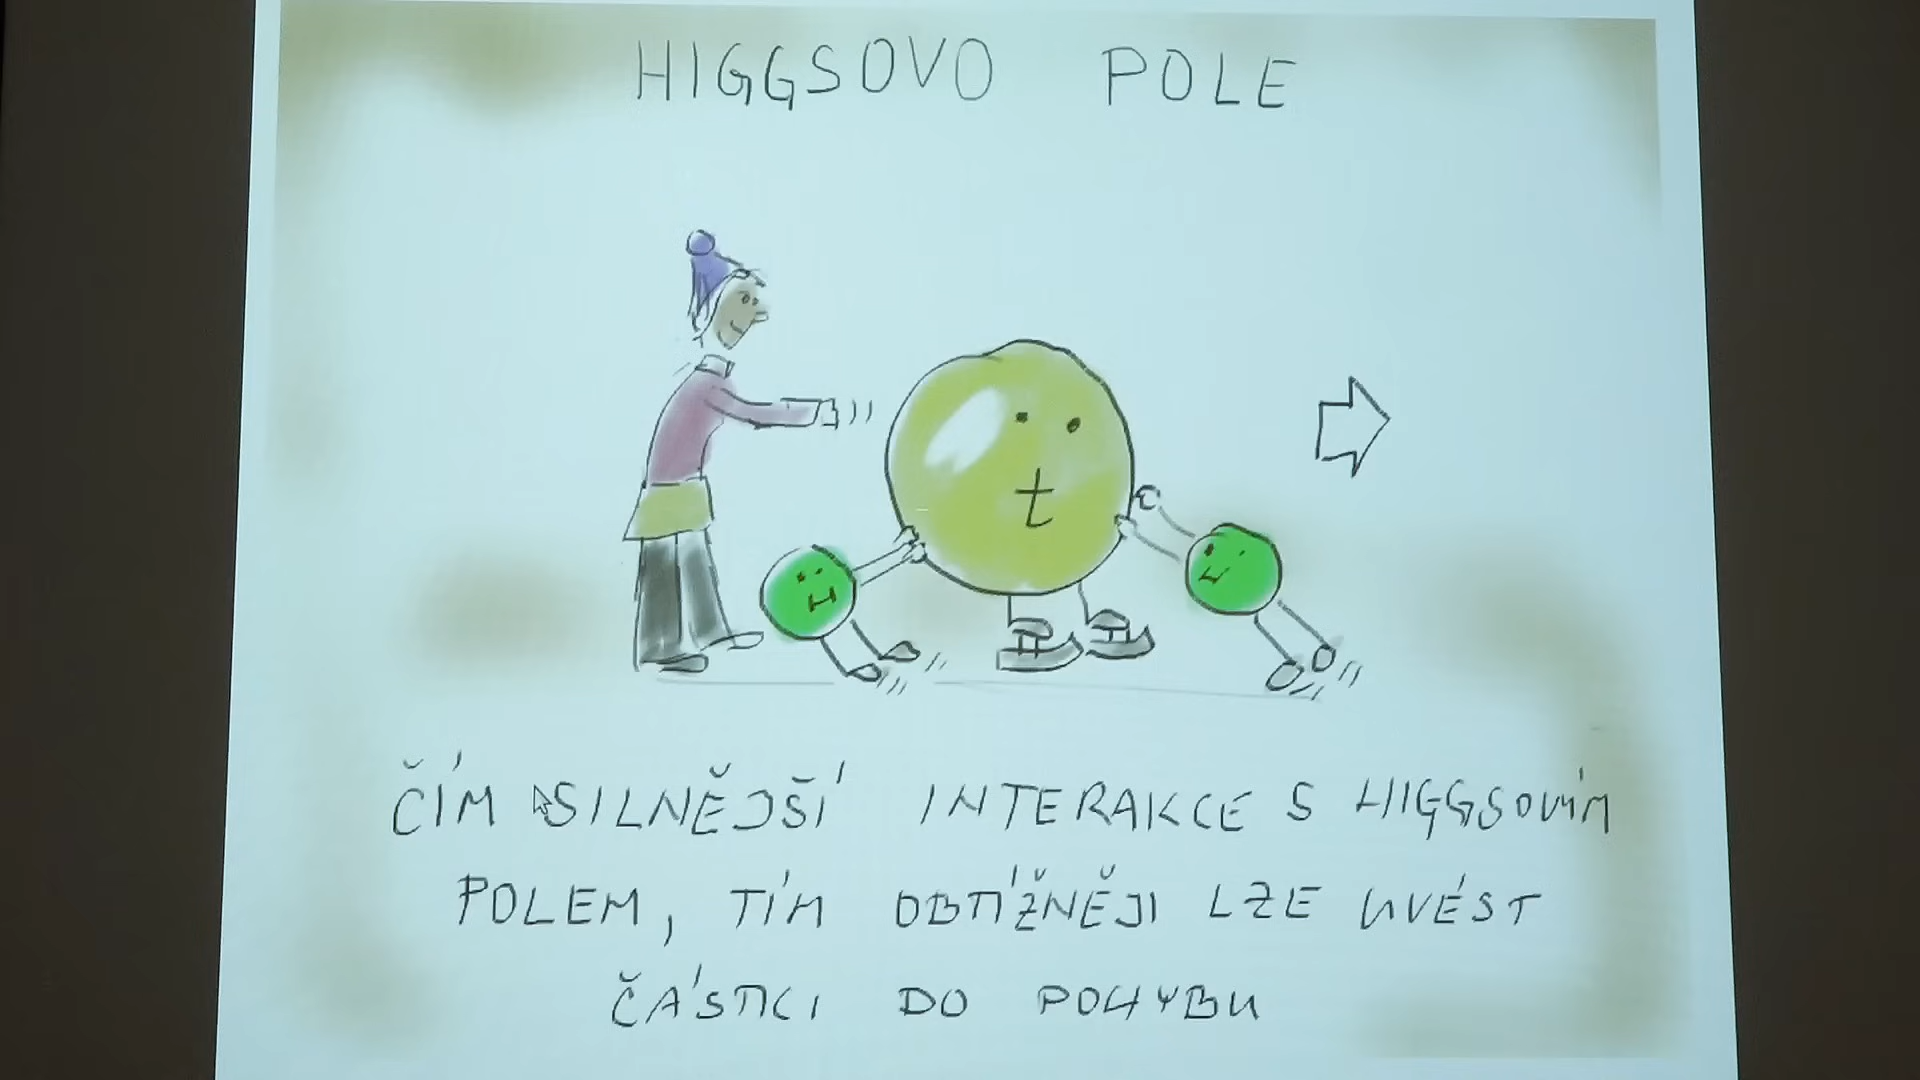 HIGGSOVO POLE
t
H
H
ČÍM SILNĚJŠÍ INTERAKCE S HIGGSOVÝM
POLEM, TÍM OBTÍŽNĚJI LZE UVÉST
ČÁSTICI DO POHYBU